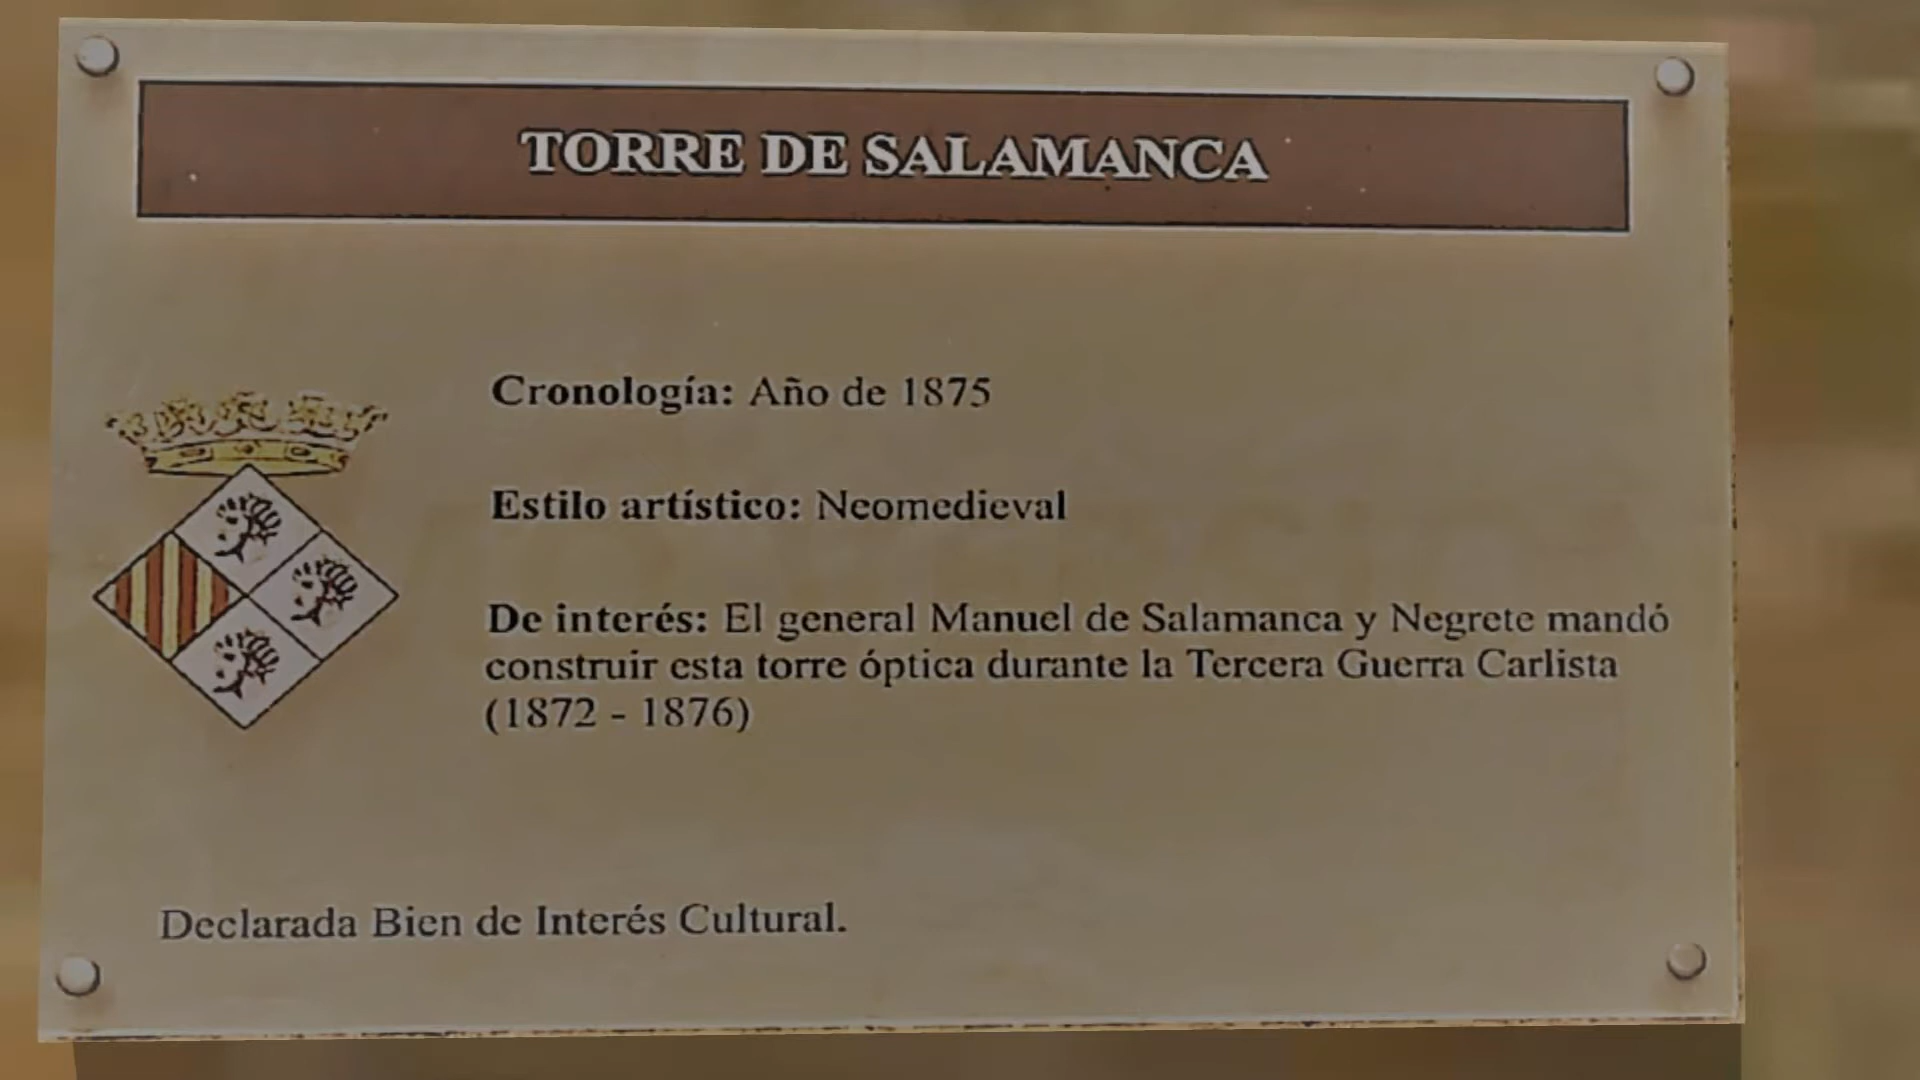 TORRE DE SALAMANCA
Cronología: Año de 1875
Estilo artístico: Neomedieval
De interés: El general Manuel de Salamanca y Negrete mandó
construir esta torre óptica durante la Tercera Guerra Carlista
(1872 - 1876)
Declarada Bien de Interés Cultural.